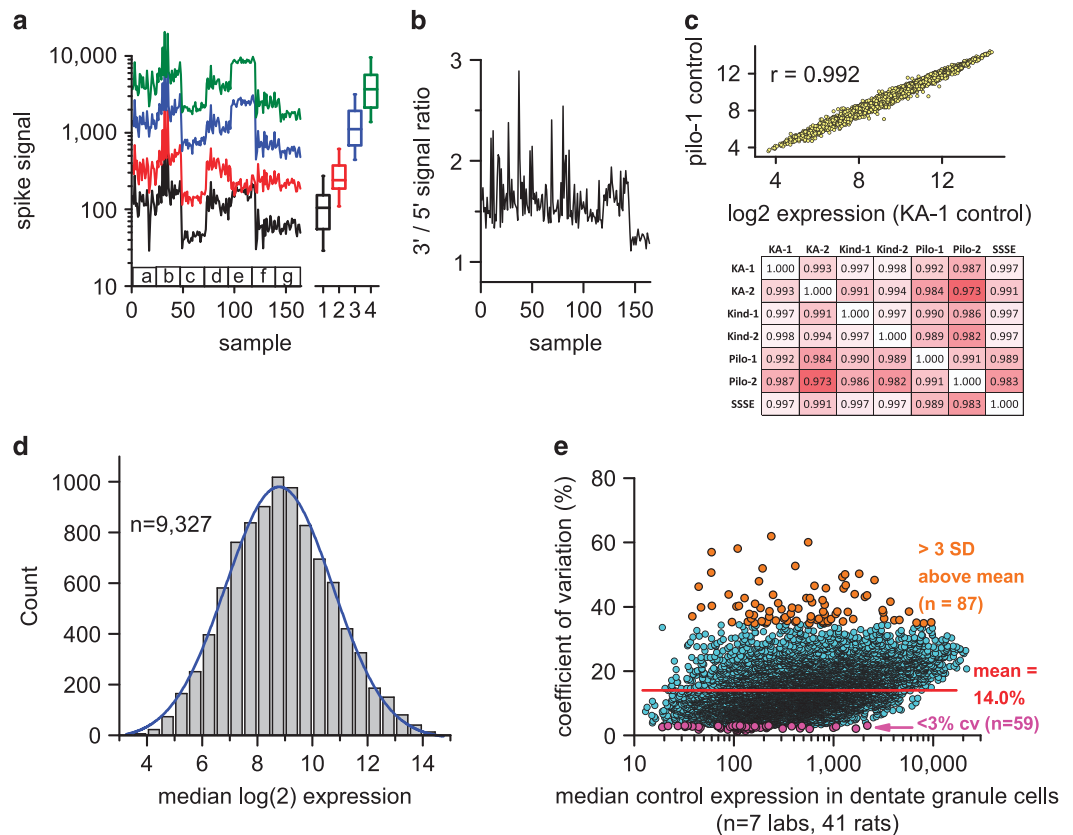 a
spike signal
10,000
1,000
100
10
a b c d e f g
0 50 100 150
1 2 3 4
sample
b
3' / 5' signal ratio
3
2
1
0 50 100 150
sample
c
pilo-1 control
12
8
4
r = 0.992
4 8 12
log2 expression (KA-1 control)
KA-1 KA-2 Kind-1 Kind-2 Pilo-1 Pilo-2 SSSE
KA-1 1.000 0.993 0.997 0.998 0.992 0.987 0.997
KA-2 0.993 1.000 0.991 0.994 0.984 0.973 0.991
Kind-1 0.997 0.991 1.000 0.997 0.990 0.986 0.997
Kind-2 0.998 0.994 0.997 1.000 0.989 0.982 0.997
Pilo-1 0.992 0.984 0.990 0.989 1.000 0.991 0.989
Pilo-2 0.987 0.973 0.986 0.982 0.991 1.000 0.983
SSSE 0.997 0.991 0.997 0.997 0.989 0.983 1.000
d
Count
1000
800
600
400
200
0
n=9,327
4 6 8 10 12 14
median log(2) expression
e
coefficient of variation (%)
80
60
40
20
0
> 3 SD
above mean
(n = 87)
mean =
14.0%
<3% cv (n=59)
10 100 1,000 10,000
median control expression in dentate granule cells
(n=7 labs, 41 rats)